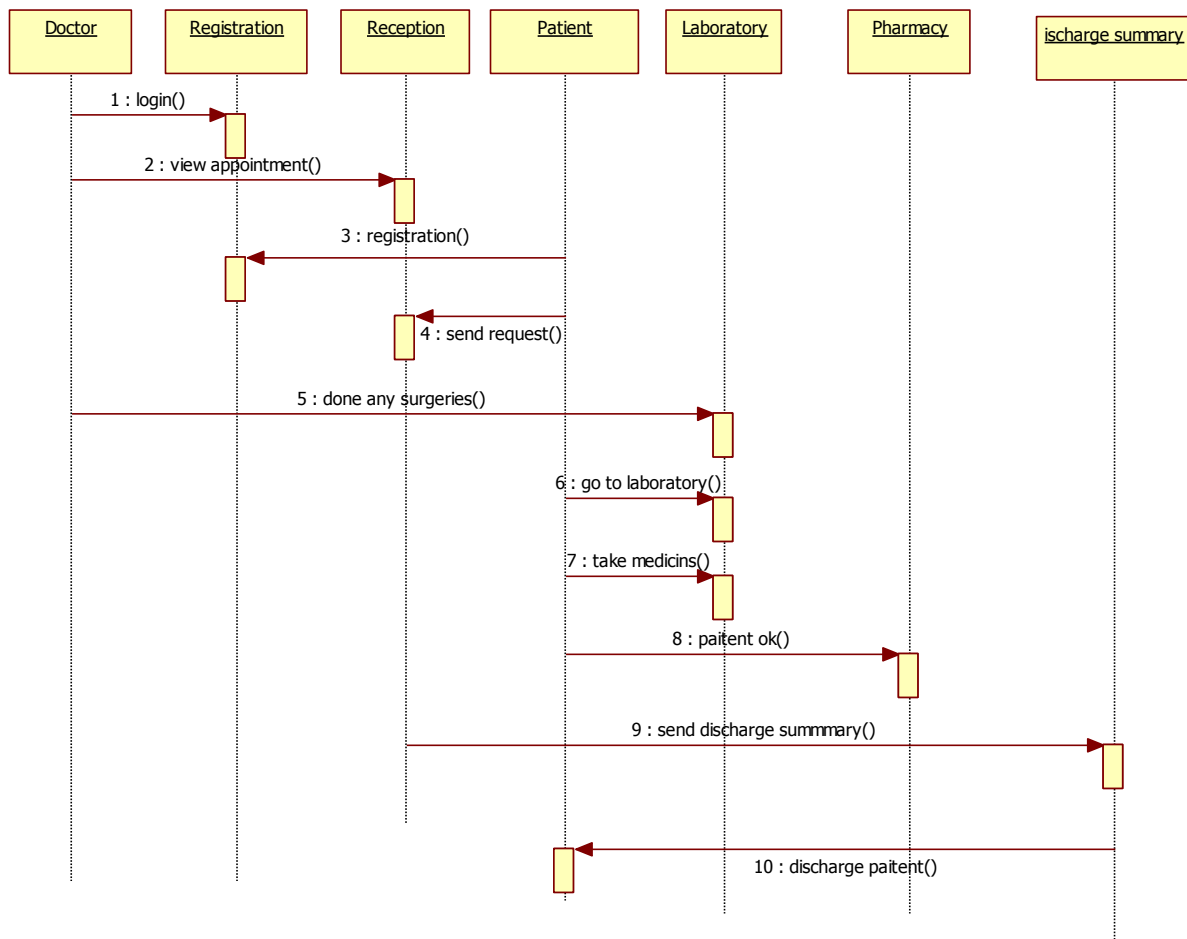 Doctor
Registration
Reception
Patient
Laboratory
Pharmacy
ischarge summary
1 : login()
2 : view appointment()
3 : registration()
4 : send request()
5 : done any surgeries()
6 : go to laboratory()
7 : take medicins()
8 : paitent ok()
9 : send discharge summmary()
10 : discharge paitent()